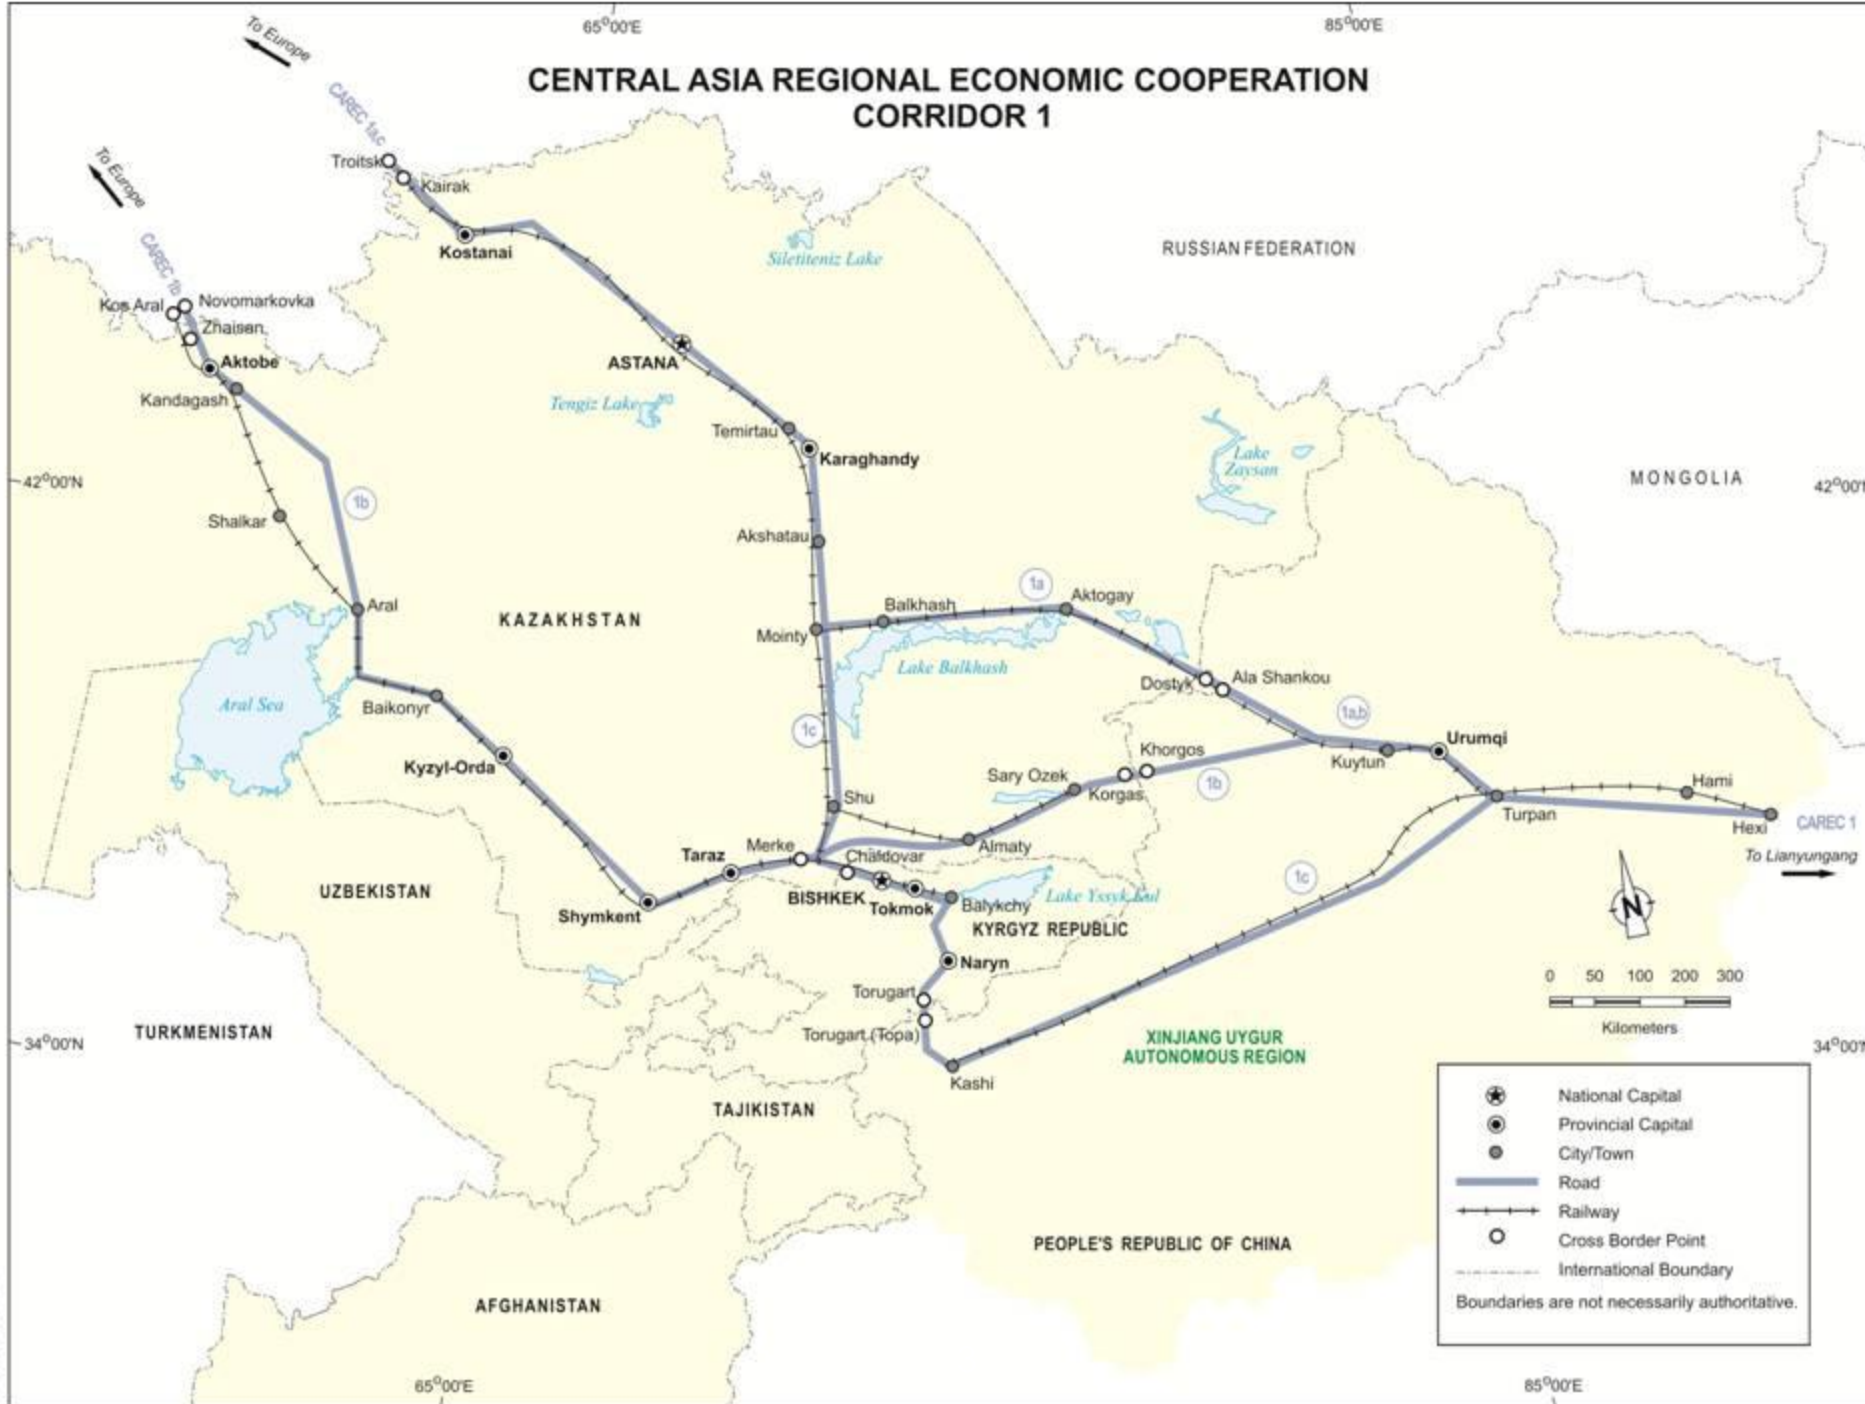 65°00'E
85°00'E
To Europe
CENTRAL ASIA REGIONAL ECONOMIC COOPERATION
CORRIDOR 1
CAREC 1a,c
To Europe
Troitsk
Kairak
CAREC 1b
Kostanai
Siletiteniz Lake
RUSSIAN FEDERATION
Kos Aral
Novomarkovka
Zhaisen
Aktobe
ASTANA
Kandagash
Tengiz Lake
Temirtau
Karaghandy
Lake
Zaysan
MONGOLIA
42°00'N
42°00'N
1b
Shalkar
Akshatau
1a
Aktogay
Aral
Balkhash
KAZAKHSTAN
Mointy
Lake Balkhash
Dostyk
Ala Shankou
Aral Sea
Baikonyr
1c
1a,b
Urumqi
Kyzyl-Orda
Khorgos
Kuytun
Sary Ozek
Korgas
1b
Hami
Shu
Turpan
Hexi
CAREC 1
To Lianyungang
Merke
Almaty
Taraz
Chaldovar
1c
UZBEKISTAN
BISHKEK
Tokmok
Balykchy
Lake Yssyk Kul
Shymkent
KYRGYZ REPUBLIC
N
Naryn
0 50 100 200 300
Kilometers
Torugart
TURKMENISTAN
Torugart (Topa)
XINJIANG UYGUR
AUTONOMOUS REGION
34°00'N
34°00'N
Kashi
TAJIKISTAN
National Capital
Provincial Capital
City/Town
Road
Railway
Cross Border Point
International Boundary
Boundaries are not necessarily authoritative.
PEOPLE'S REPUBLIC OF CHINA
AFGHANISTAN
65°00'E
85°00'E